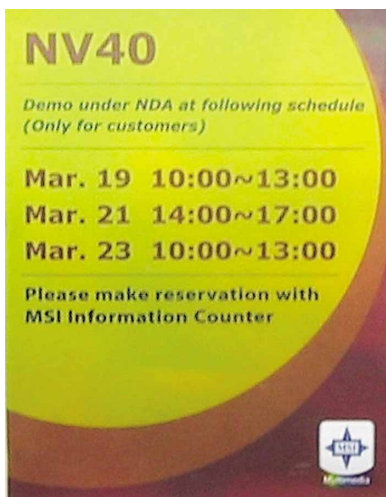 NV40
Demo under NDA at following schedule
(Only for customers)
Mar. 19 10:00~13:00
Mar. 21 14:00~17:00
Mar. 23 10:00~13:00
Please make reservation with
MSI Information Counter
MSI
Multimedia